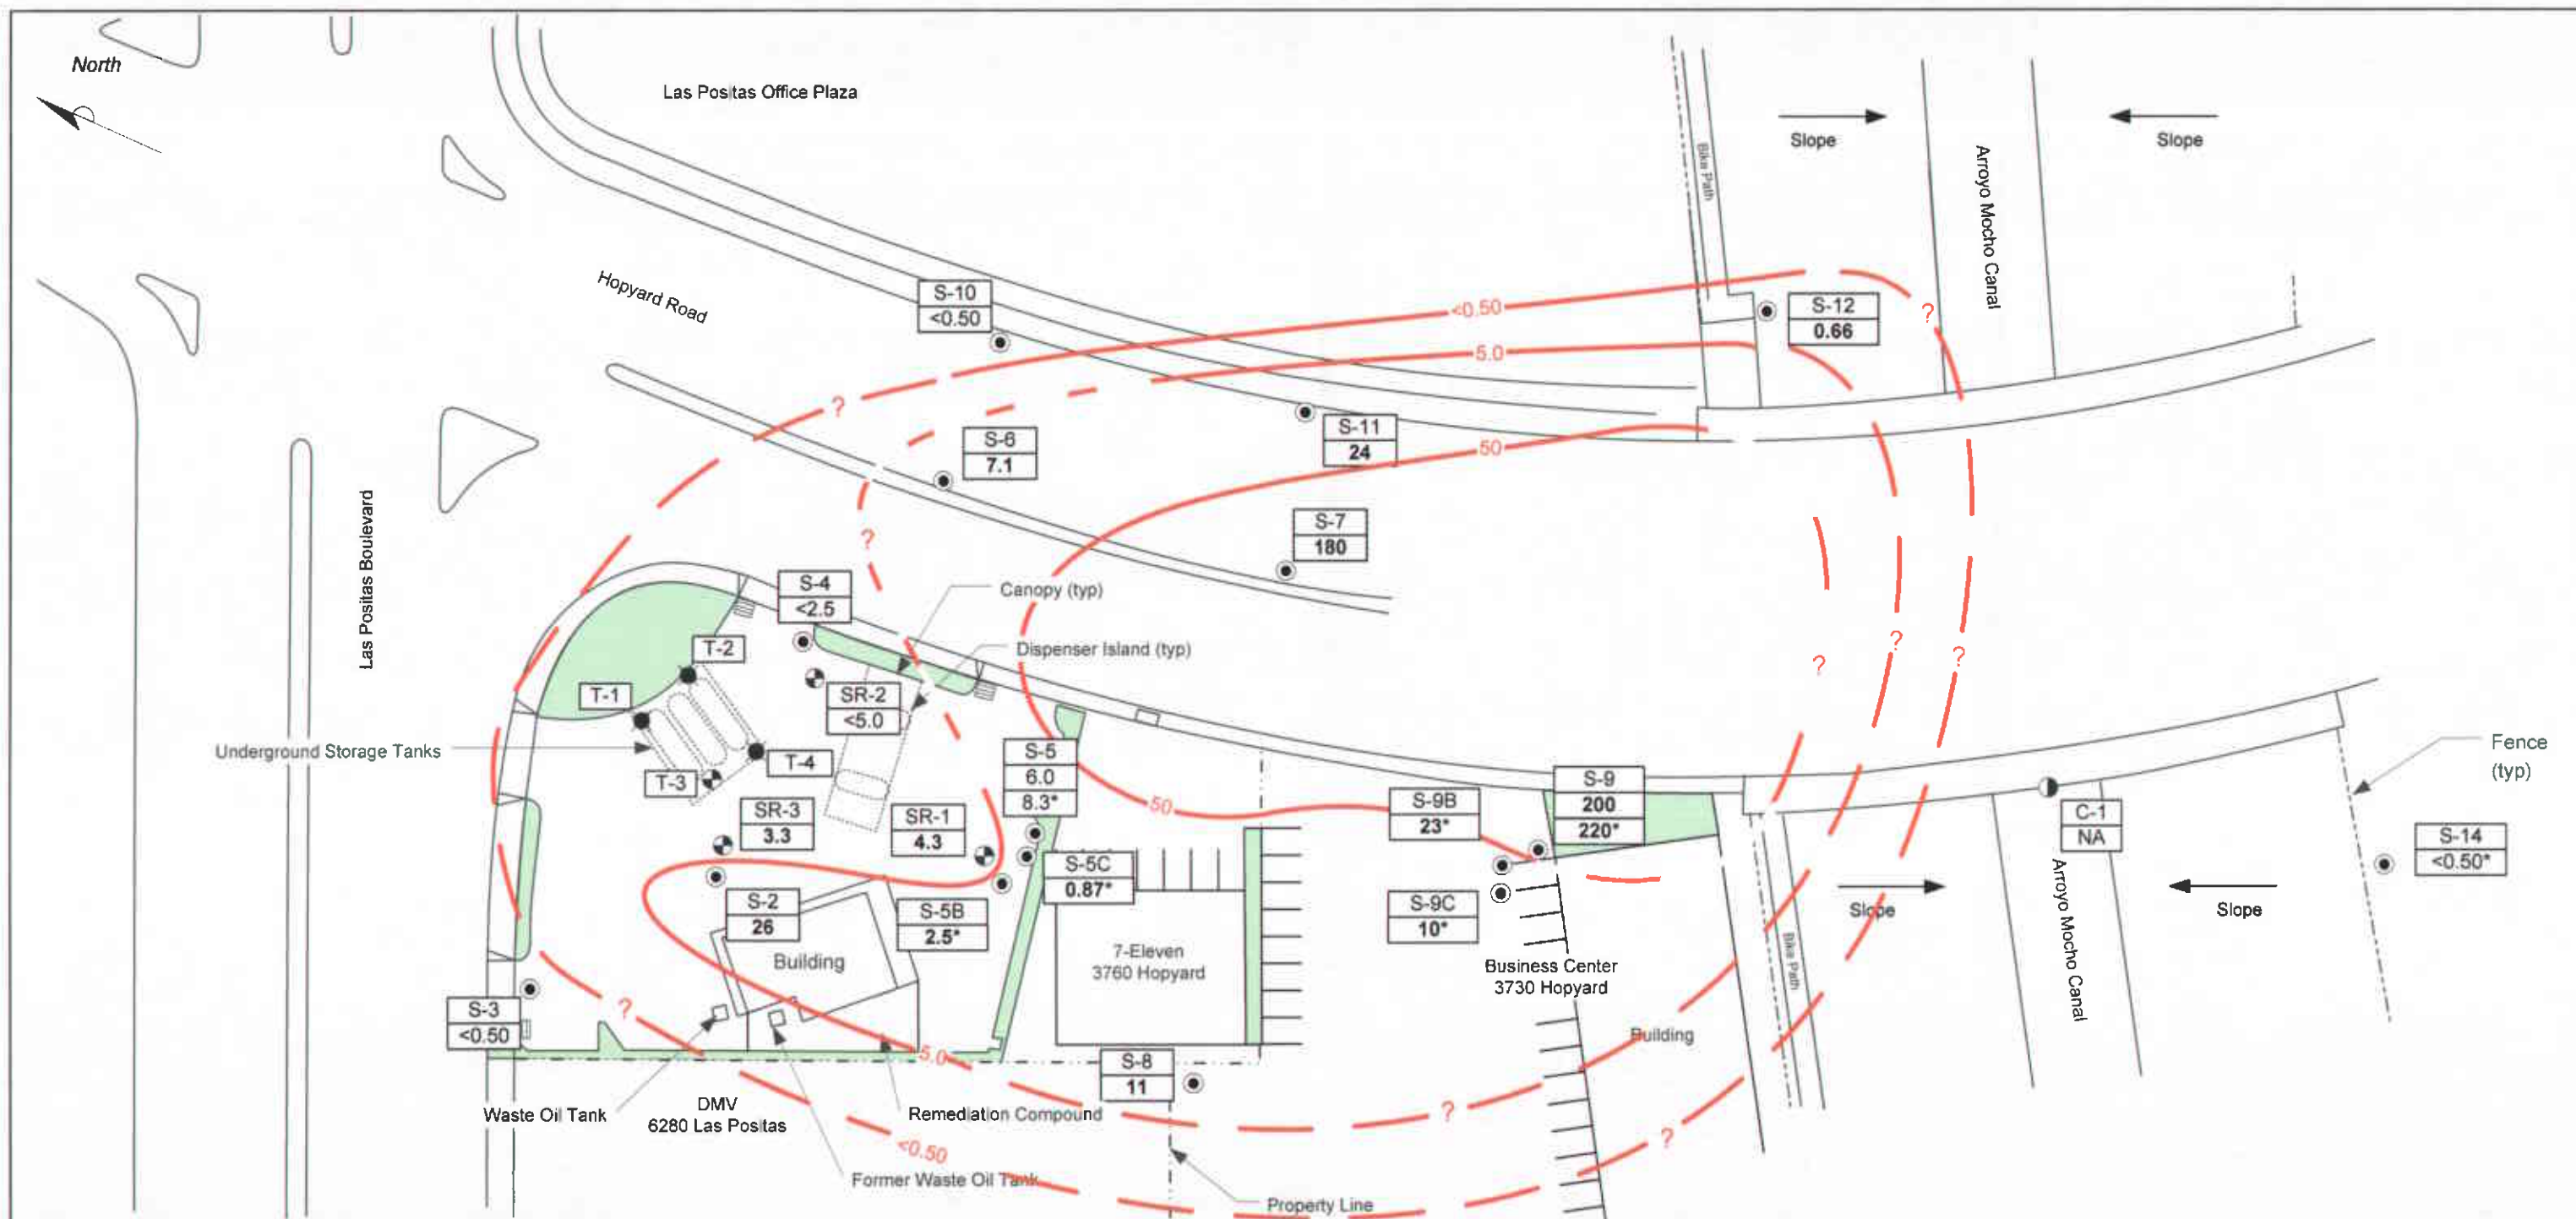 North
Las Positas Office Plaza
Hopyard Road
Las Positas Boulevard
Slope
Slope
Bike Path
Arroyo Mocho Canal
S-10
<0.50
<0.50
S-12
0.66
?
5.0
?
S-6
7.1
S-11
24
50
S-7
180
?
S-4
<2.5
Canopy (typ)
Dispenser Island (typ)
T-2
T-1
SR-2
<5.0
Underground Storage Tanks
T-3
T-4
S-5
6.0
8.3*
?
?
?
Fence
(typ)
SR-3
3.3
SR-1
4.3
50
S-9B
23*
S-9
200
220*
C-1
NA
S-14
<0.50*
S-5C
0.87*
S-2
26
S-5B
2.5*
S-9C
10*
Slope
Slope
Arroyo Mocho Canal
Bike Path
Building
7-Eleven
3760 Hopyard
Business Center
3730 Hopyard
S-3
<0.50
?
5.0
S-8
11
Building
Waste Oil Tank
DMV
6280 Las Positas
Remediation Compound
?
?
<0.50
Former Waste Oil Tank
Property Line